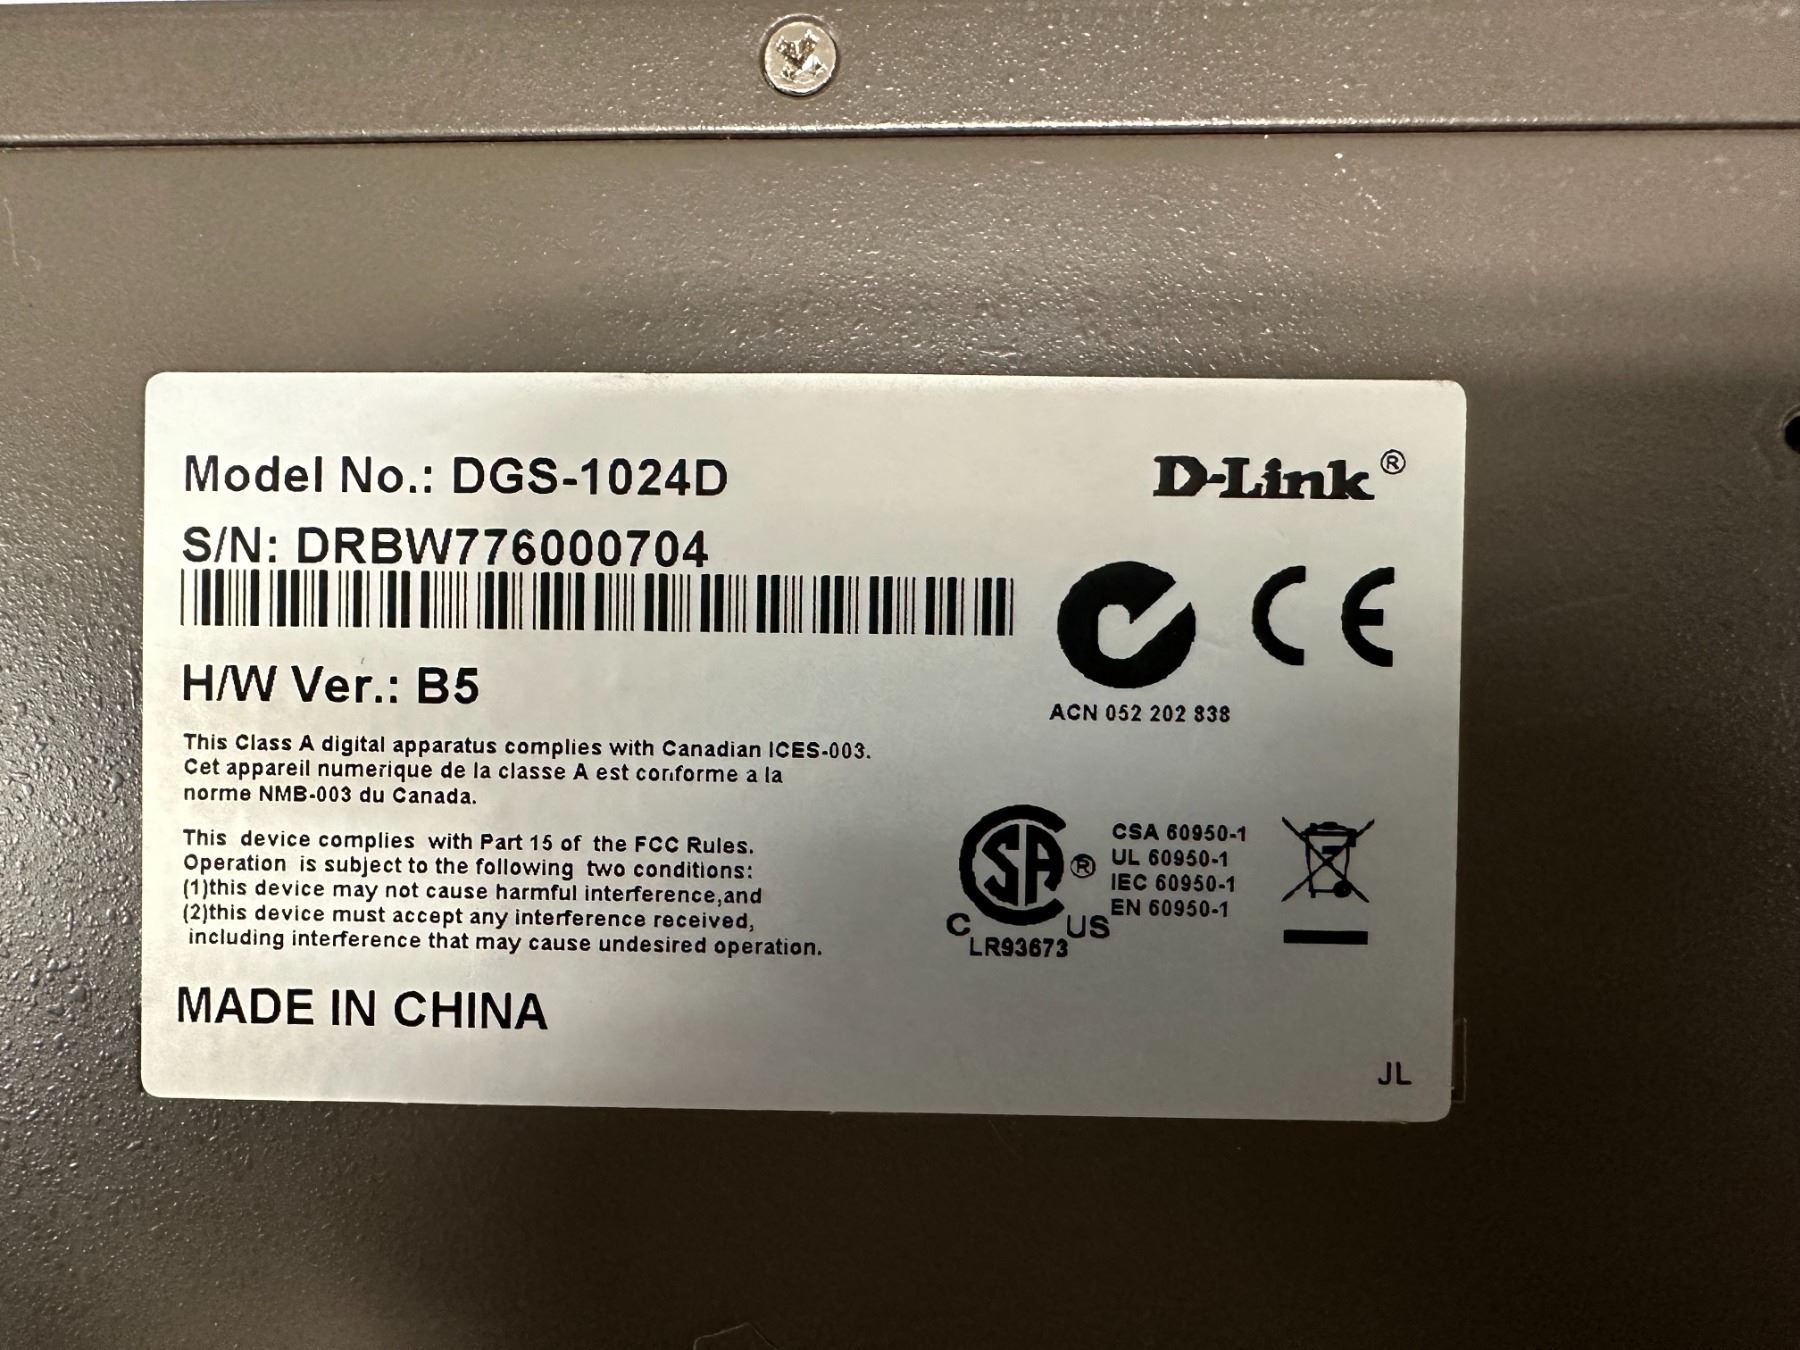 Model No.: DGS-1024D
D-Link®
S/N: DRBW776000704
CE
H/W Ver.: B5
ACN 052 202 838
This Class A digital apparatus complies with Canadian ICES-003.
Cet appareil numerique de la classe A est conforme a la
norme NMB-003 du Canada.
This device complies with Part 15 of the FCC Rules.
Operation is subject to the following two conditions:
(1)this device may not cause harmful interference,and
(2)this device must accept any interference received,
including interference that may cause undesired operation.
SA®
C US
LR93673
CSA 60950-1
UL 60950-1
IEC 60950-1
EN 60950-1
MADE IN CHINA
JL